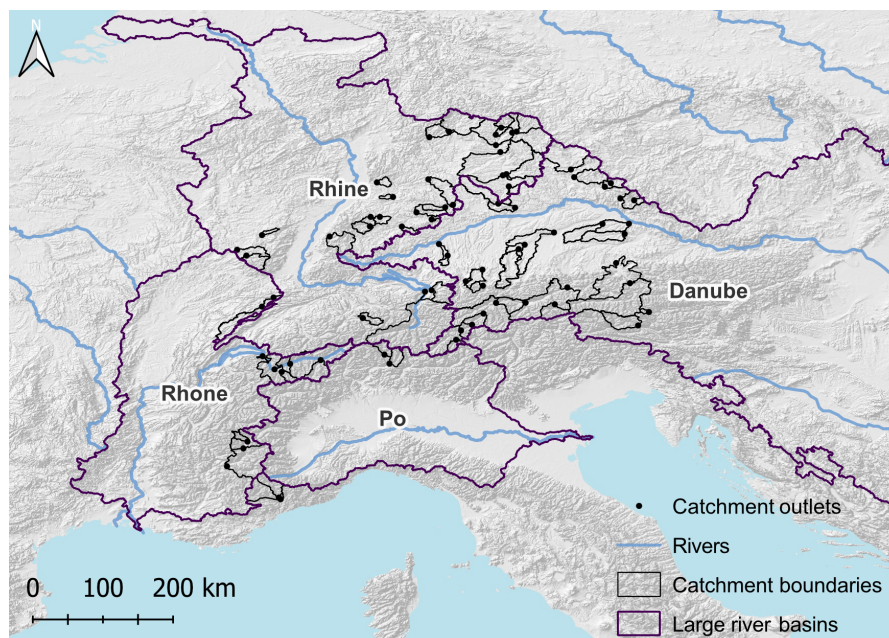 N
Rhine
Danube
Rhone
Po
Catchment outlets
Rivers
Catchment boundaries
Large river basins
0 100 200 km